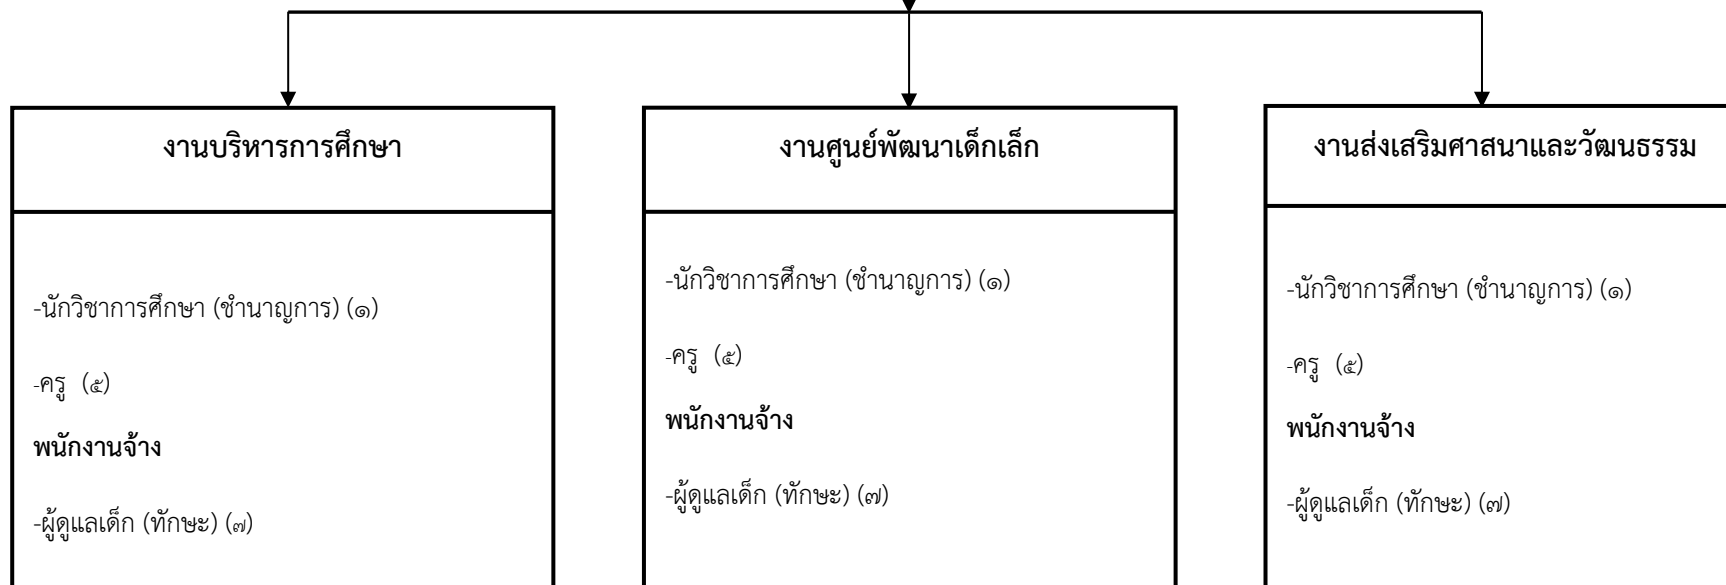 งานบริหารการศึกษา
-นักวิชาการศึกษา (ชำนาญการ) (๑)
-ครู (๕)
พนักงานจ้าง
-ผู้ดูแลเด็ก (ทักษะ) (๗)
งานศูนย์พัฒนาเด็กเล็ก
-นักวิชาการศึกษา (ชำนาญการ) (๑)
-ครู (๕)
พนักงานจ้าง
-ผู้ดูแลเด็ก (ทักษะ) (๗)
งานส่งเสริมศาสนาและวัฒนธรรม
-นักวิชาการศึกษา (ชำนาญการ) (๑)
-ครู (๕)
พนักงานจ้าง
-ผู้ดูแลเด็ก (ทักษะ) (๗)